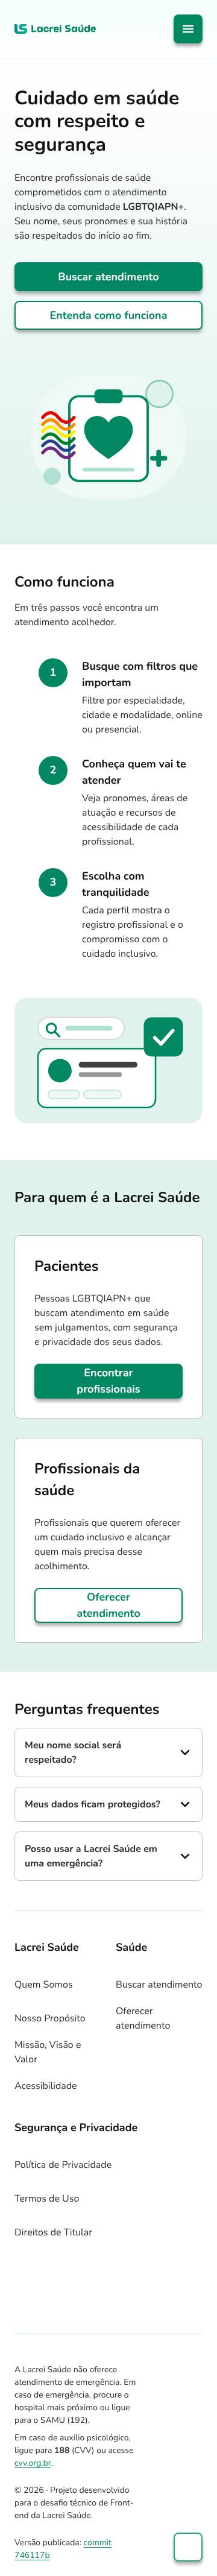 Lacrei Saúde
Cuidado em saúde
com respeito e
segurança
Encontre profissionais de saúde
comprometidos com o atendimento
inclusivo da comunidade LGBTQIAPN+.
Seu nome, seus pronomes e sua história
são respeitados do início ao fim.
Buscar atendimento
Entenda como funciona
Como funciona
Em três passos você encontra um
atendimento acolhedor.
1
Busque com filtros que
importam
Filtre por especialidade,
cidade e modalidade, online
ou presencial.
2
Conheça quem vai te
atender
Veja pronomes, áreas de
atuação e recursos de
acessibilidade de cada
profissional.
3
Escolha com
tranquilidade
Cada perfil mostra o
registro profissional e o
compromisso com o
cuidado inclusivo.
Para quem é a Lacrei Saúde
Pacientes
Pessoas LGBTQIAPN+ que
buscam atendimento em saúde
sem julgamentos, com segurança
e privacidade dos seus dados.
Encontrar
profissionais
Profissionais da
saúde
Profissionais que querem oferecer
um cuidado inclusivo e alcançar
quem mais precisa desse
acolhimento.
Oferecer
atendimento
Perguntas frequentes
Meu nome social será
respeitado?
Meus dados ficam protegidos?
Posso usar a Lacrei Saúde em
uma emergência?
Lacrei Saúde
Quem Somos
Nosso Propósito
Missão, Visão e
Valor
Acessibilidade
Saúde
Buscar atendimento
Oferecer
atendimento
Segurança e Privacidade
Política de Privacidade
Termos de Uso
Direitos de Titular
A Lacrei Saúde não oferece
atendimento de emergência. Em
caso de emergência, procure o
hospital mais próximo ou ligue
para o SAMU (192).
Em caso de auxílio psicológico,
ligue para 188 (CVV) ou acesse
cvv.org.br.
© 2026 · Projeto desenvolvido
para o desafio técnico de Front-
end da Lacrei Saúde.
Versão publicada: commit
746117b